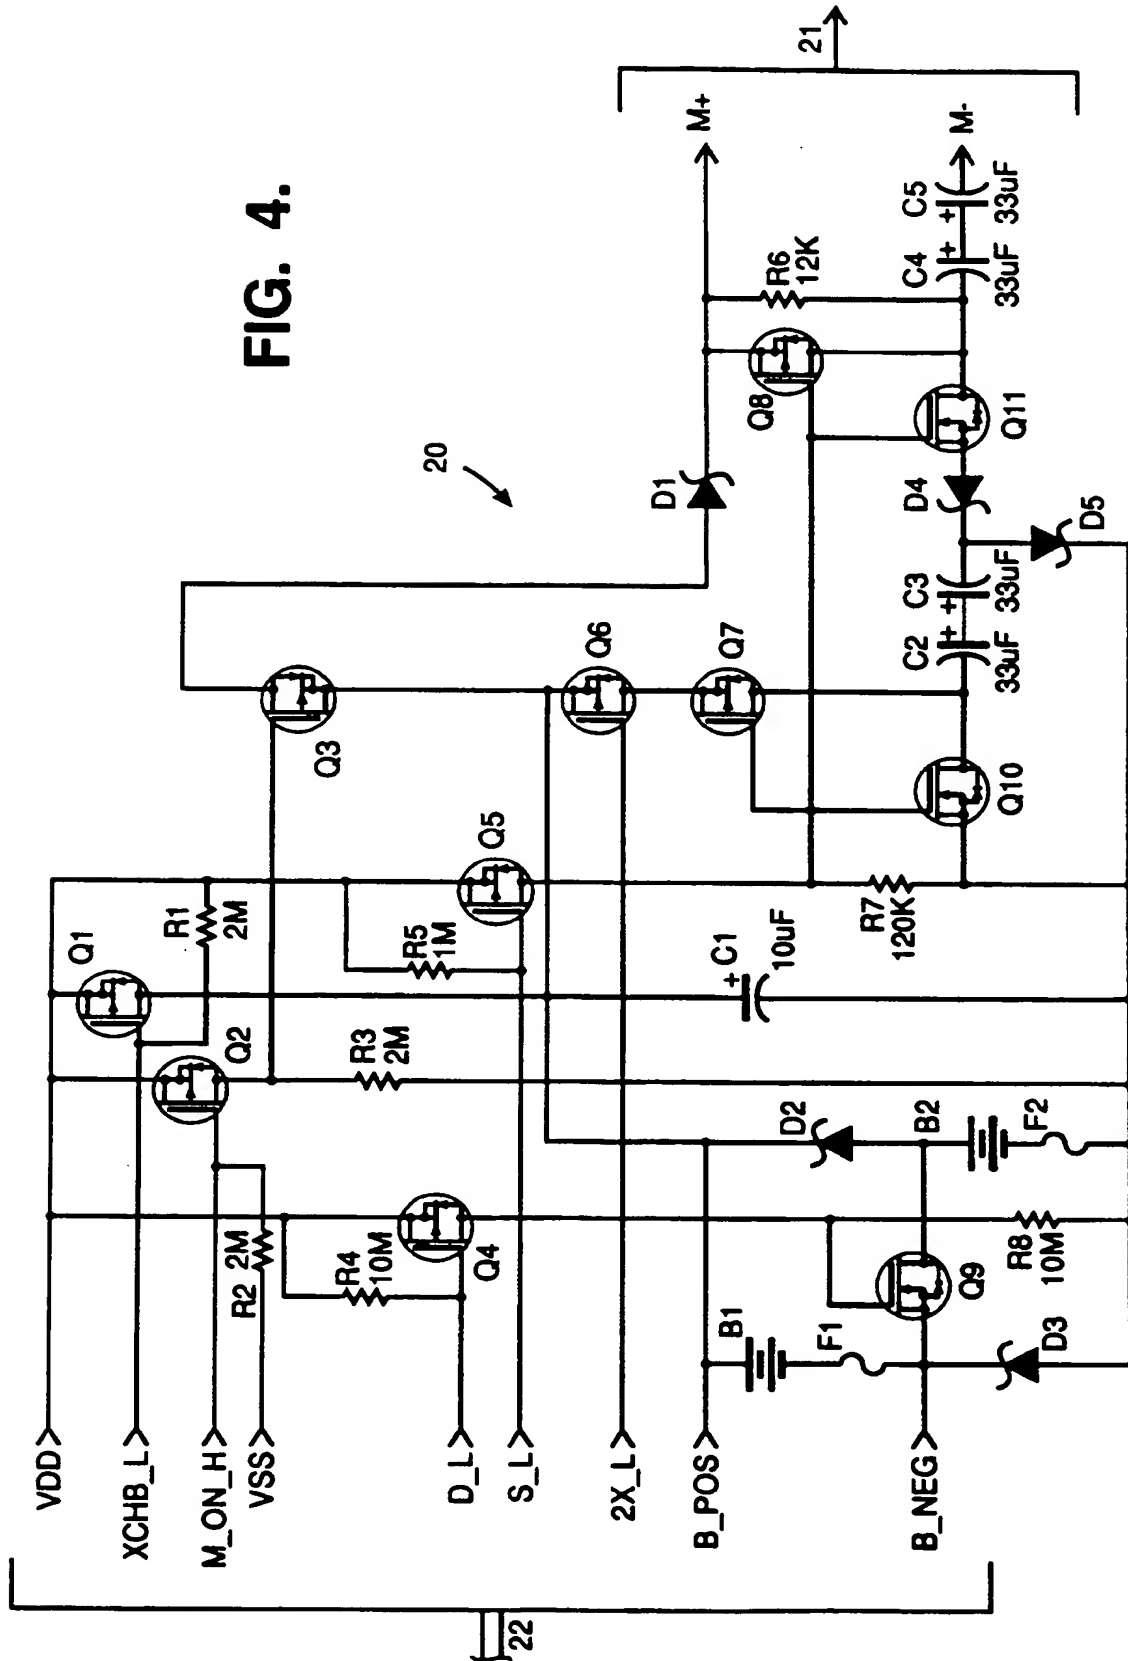 FIG. 4.
20
21
22
VDD
XCHB_L
M_ON_H
VSS
D_L
S_L
2X_L
B_POS
B_NEG
Q1
R1
2M
Q2
R2
2M
R3
2M
Q3
R4
10M
Q4
R5
1M
Q5
Q6
Q7
D1
M+
Q8
R6
12K
C1
10uF
R7
120K
Q10
C2
33uF
C3
33uF
D4
D5
Q11
C4
33uF
C5
33uF
M-
B1
F1
D2
B2
F2
Q9
D3
R8
10M
+
+
+
+
+